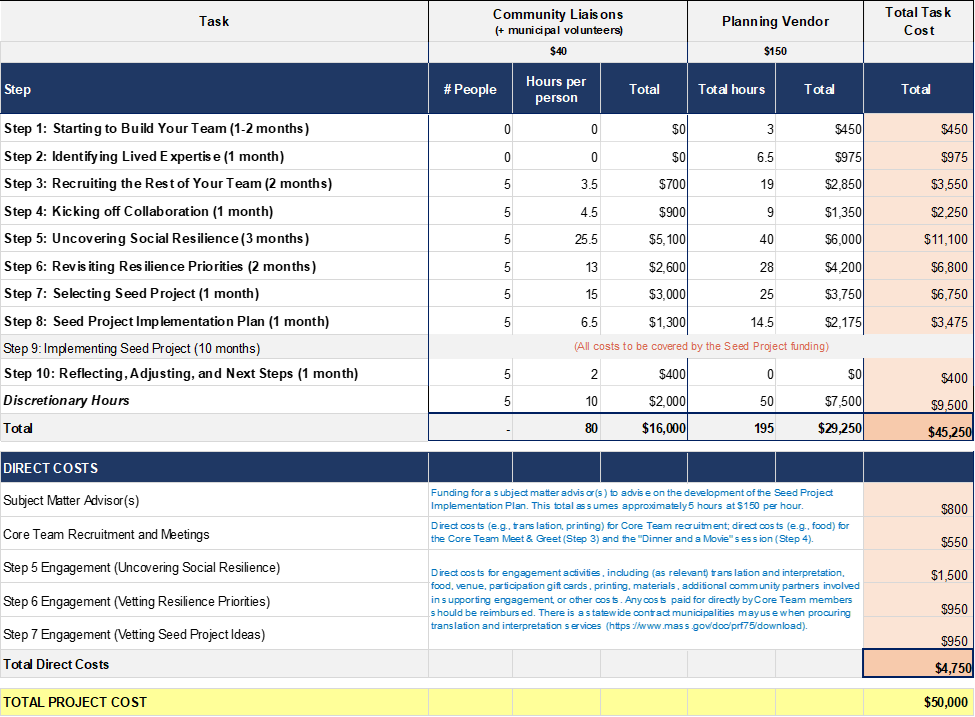 Task
Community Liaisons
(+ municipal volunteers)
Planning Vendor
Total Task
Cost
$40
$150
Step
# People
Hours per
person
Total
Total hours
Total
Total
Step 1: Starting to Build Your Team (1-2 months) 0 0 $0 3 $450 $450
Step 2: Identifying Lived Expertise (1 month) 0 0 $0 6.5 $975 $975
Step 3: Recruiting the Rest of Your Team (2 months) 5 3.5 $700 19 $2,850 $3,550
Step 4: Kicking off Collaboration (1 month) 5 4.5 $900 9 $1,350 $2,250
Step 5: Uncovering Social Resilience (3 months) 5 25.5 $5,100 40 $6,000 $11,100
Step 6: Revisiting Resilience Priorities (2 months) 5 13 $2,600 28 $4,200 $6,800
Step 7: Selecting Seed Project (1 month) 5 15 $3,000 25 $3,750 $6,750
Step 8: Seed Project Implementation Plan (1 month) 5 6.5 $1,300 14.5 $2,175 $3,475
Step 9: Implementing Seed Project (10 months) (All costs to be covered by the Seed Project funding)
Step 10: Reflecting, Adjusting, and Next Steps (1 month) 5 2 $400 0 $0 $400
Discretionary Hours 5 10 $2,000 50 $7,500 $9,500
Total - 80 $16,000 195 $29,250 $45,250
DIRECT COSTS
Subject Matter Advisor(s)
Funding for a subject matter advisor(s) to advise on the development of the Seed Project
Implementation Plan. This total assumes approximately 5 hours at $150 per hour.
$800
Core Team Recruitment and Meetings
Direct costs (e.g., translation, printing) for Core Team recruitment; direct costs (e.g., food) for
the Core Team Meet & Greet (Step 3) and the "Dinner and a Movie" session (Step 4).
$550
Step 5 Engagement (Uncovering Social Resilience) $1,500
Step 6 Engagement (Vetting Resilience Priorities) $950
Step 7 Engagement (Vetting Seed Project Ideas) $950
Direct costs for engagement activities, including (as relevant) translation and interpretation,
food, venue, participation gift cards, printing, materials, additional community partners involved
in supporting engagement, or other costs. Any costs paid for directly by Core Team members
should be reimbursed. There is a statewide contract municipalities may use when procuring
translation and interpretation services (https://www.mass.gov/doc/prf75/download).
Total Direct Costs $4,750
TOTAL PROJECT COST $50,000